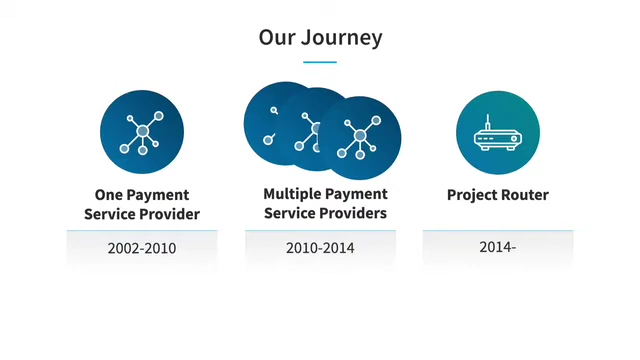 Our Journey
One Payment
Service Provider
2002-2010
Multiple Payment
Service Providers
2010-2014
Project Router
2014-